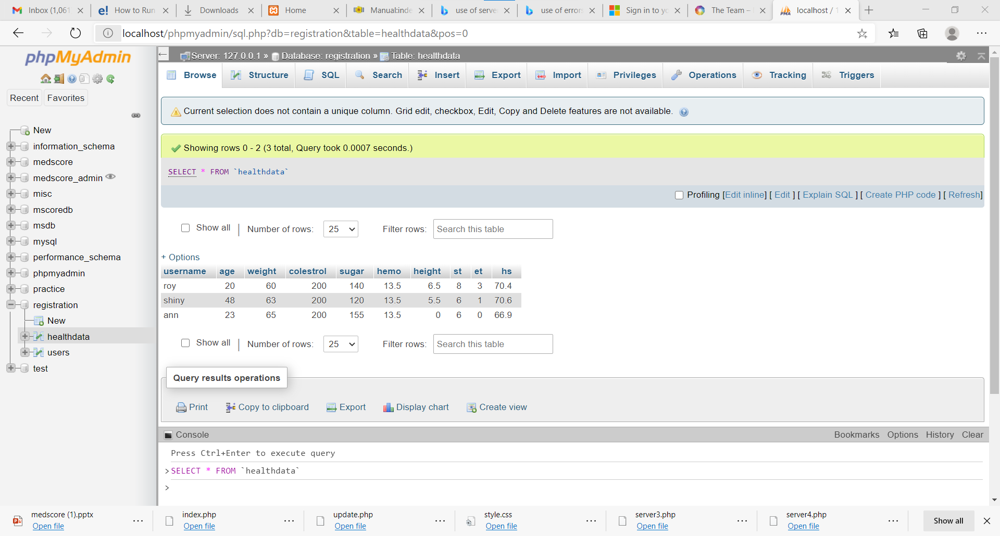 Inbox (1,061
How to Run
Downloads
Home
Manual:inde
use of serve
use of errors
Sign in to yo
The Team –
localhost / 1
localhost/phpmyadmin/sql.php?db=registration&table=healthdata&pos=0
phpMyAdmin
Recent
Favorites
New
information_schema
medscore
medscore_admin
misc
mscoredb
msdb
mysql
performance_schema
phpmyadmin
practice
registration
New
healthdata
users
test
Server: 127.0.0.1 » Database: registration » Table: healthdata
Browse
Structure
SQL
Search
Insert
Export
Import
Privileges
Operations
Tracking
Triggers
Current selection does not contain a unique column. Grid edit, checkbox, Edit, Copy and Delete features are not available.
Showing rows 0 - 2 (3 total, Query took 0.0007 seconds.)
SELECT * FROM `healthdata`
Profiling [Edit inline] [ Edit ] [ Explain SQL ] [ Create PHP code ] [ Refresh]
Show all | Number of rows: 25 Filter rows: Search this table
+ Options
username age weight colestrol sugar hemo height st et hs
roy 20 60 200 140 13.5 6.5 8 3 70.4
shiny 48 63 200 120 13.5 5.5 6 1 70.6
ann 23 65 200 155 13.5 0 6 0 66.9
Show all | Number of rows: 25 Filter rows: Search this table
Query results operations
Print
Copy to clipboard
Export
Display chart
Create view
Console
Bookmarks Options History Clear
Press Ctrl+Enter to execute query
>SELECT * FROM `healthdata`
>
medscore (1).pptx
Open file
index.php
Open file
update.php
Open file
style.css
Open file
server3.php
Open file
server4.php
Open file
Show all